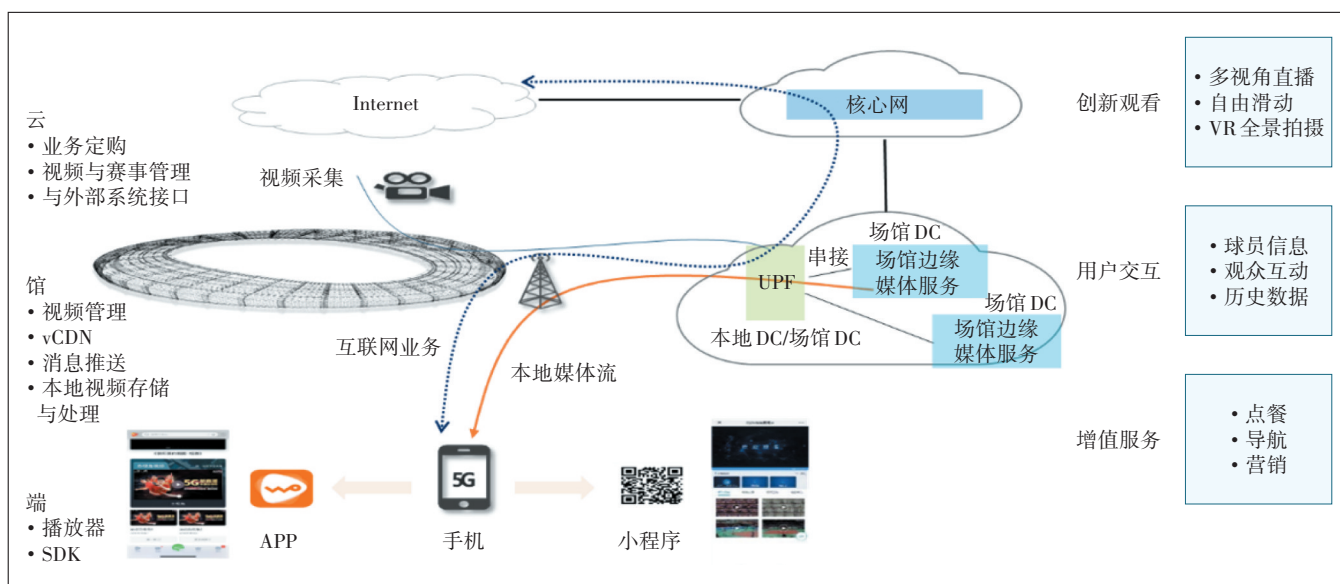 云
• 业务定购
• 视频与赛事管理
• 与外部系统接口
馆
• 视频管理
• vCDN
• 消息推送
• 本地视频存储
与处理
端
• 播放器
• SDK
Internet
核心网
视频采集
场馆 DC
串接
UPF
场馆边缘
媒体服务
场馆 DC
场馆边缘
媒体服务
本地 DC/场馆 DC
互联网业务
本地媒体流
5G
APP
手机
小程序
创新观看
• 多视角直播
• 自由滑动
• VR 全景拍摄
用户交互
• 球员信息
• 观众互动
• 历史数据
增值服务
• 点餐
• 导航
• 营销